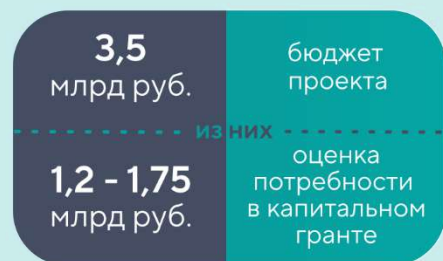 3,5
млрд руб.
бюджет
проекта
из них
1,2 - 1,75
млрд руб.
оценка
потребности
в капитальном
гранте